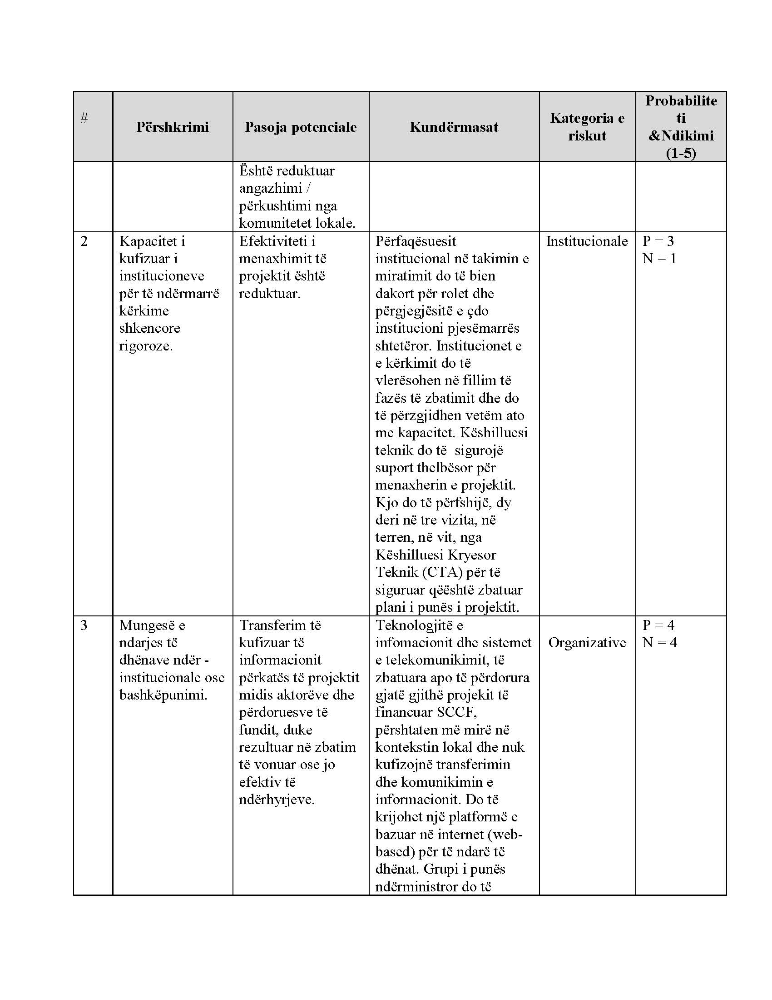 #
Përshkrimi
Pasoja potenciale
Kundërmasat
Kategoria e
riskut
Probabilite
ti
&Ndikimi
(1-5)
Është reduktuar
angazhimi /
përkushtimi nga
komunitetet lokale.
2
Kapacitet i
kufizuar i
institucioneve
për të ndërmarrë
kërkime
shkencore
rigoroze.
Efektiviteti i
menaxhimit të
projektit është
reduktuar.
Përfaqësuesit
institucional në takimin e
miratimit do të bien
dakort për rolet dhe
përgjegjësitë e çdo
institucioni pjesëmarrës
shtetëror. Institucionet e
e kërkimit do të
vlerësohen në fillim të
fazës të zbatimit dhe do
të përzgjidhen vetëm ato
me kapacitet. Këshilluesi
teknik do të  sigurojë
suport thelbësor për
menaxherin e projektit.
Kjo do të përfshijë, dy
deri në tre vizita, në
terren, në vit, nga
Këshilluesi Kryesor
Teknik (CTA) për të
siguruar qëështë zbatuar
plani i punës i projektit.
Institucionale
P = 3
N = 1
3
Mungesë e
ndarjes të
dhënave ndër -
institucionale ose
bashkëpunimi.
Transferim të
kufizuar të
informacionit
përkatës të projektit
midis aktorëve dhe
përdoruesve të
fundit, duke
rezultuar në zbatim
të vonuar ose jo
efektiv të
ndërhyrjeve.
Teknologjitë e
infomacionit dhe sistemet
e telekomunikimit, të
zbatuara apo të përdorura
gjatë gjithë projekit të
financuar SCCF,
përshtaten më mirë në
kontekstin lokal dhe nuk
kufizojnë transferimin
dhe komunikimin e
informacionit. Do të
krijohet një platformë e
bazuar në internet (web-
based) për të ndarë të
dhënat. Grupi i punës
ndërministror do të
Organizative
P = 4
N = 4